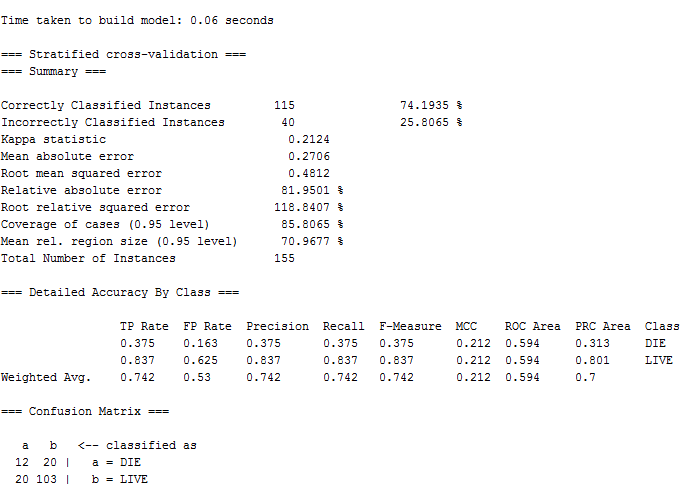 Time taken to build model: 0.06 seconds
=== Stratified cross-validation ===
=== Summary ===
Correctly Classified Instances 115 74.1935 %
Incorrectly Classified Instances 40 25.8065 %
Kappa statistic 0.2124
Mean absolute error 0.2706
Root mean squared error 0.4812
Relative absolute error 81.9501 %
Root relative squared error 118.8407 %
Coverage of cases (0.95 level) 85.8065 %
Mean rel. region size (0.95 level) 70.9677 %
Total Number of Instances 155
=== Detailed Accuracy By Class ===
TP Rate FP Rate Precision Recall F-Measure MCC ROC Area PRC Area Class
0.375 0.163 0.375 0.375 0.375 0.212 0.594 0.313 DIE
0.837 0.625 0.837 0.837 0.837 0.212 0.594 0.801 LIVE
Weighted Avg. 0.742 0.53 0.742 0.742 0.742 0.212 0.594 0.7
=== Confusion Matrix ===
a b <-- classified as
12 20 | a = DIE
20 103 | b = LIVE